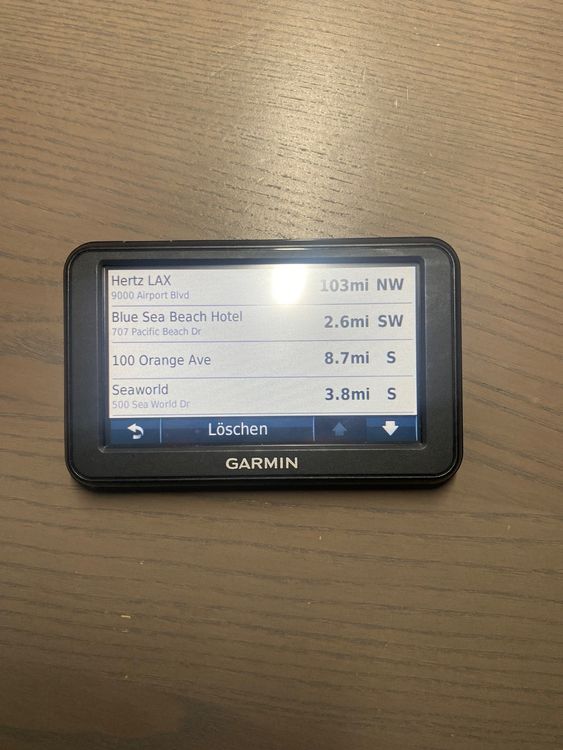 Hertz LAX 103mi NW
9000 Airport Blvd
Blue Sea Beach Hotel 2.6mi SW
707 Pacific Beach Dr
100 Orange Ave 8.7mi S
Seaworld 3.8mi S
500 Sea World Dr
Löschen
GARMIN